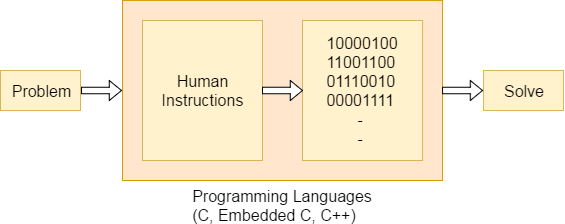 Problem
Human
Instructions
10000100
11001100
01110010
00001111
-
-
Solve
Programming Languages
(C, Embedded C, C++)